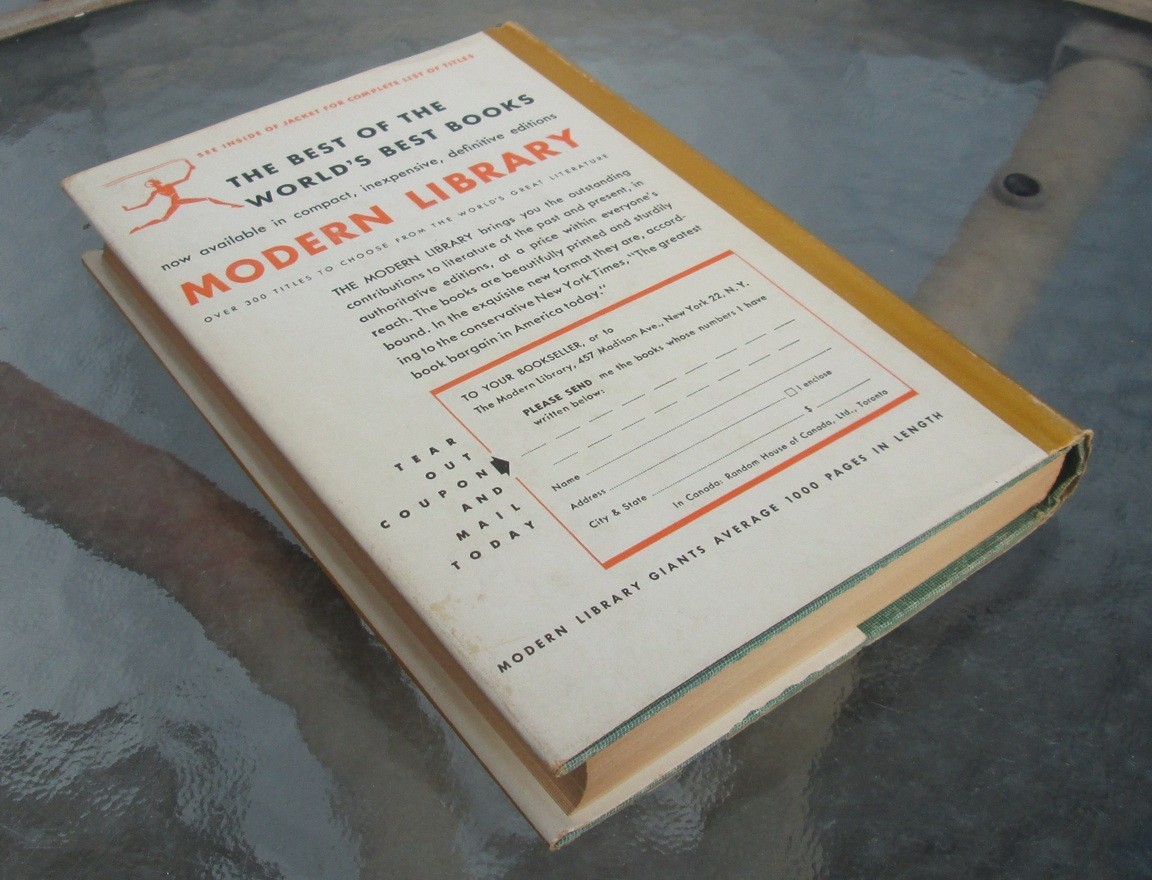 SEE INSIDE OF JACKET FOR COMPLETE LIST OF TITLES
THE BEST OF THE
WORLD'S BEST BOOKS
now available in compact, inexpensive, definitive editions
MODERN LIBRARY
OVER 300 TITLES TO CHOOSE FROM THE WORLD'S GREAT LITERATURE
THE MODERN LIBRARY brings you the outstanding
contributions to literature of the past and present, in
authoritative editions, at a price within everyone's
reach. The books are beautifully printed and sturdily
bound. In the exquisite new format they are, accord-
ing to the conservative New York Times, "The greatest
book bargain in America today."
TO YOUR BOOKSELLER, or to
The Modern Library, 457 Madison Ave., New York 22, N. Y.
PLEASE SEND me the books whose numbers I have
written below:
TEAR
OUT
COUPON
AND
MAIL
TODAY
Name
I enclose
Address
$
City & State
In Canada: Random House of Canada, Ltd., Toronto
MODERN LIBRARY GIANTS AVERAGE 1000 PAGES IN LENGTH